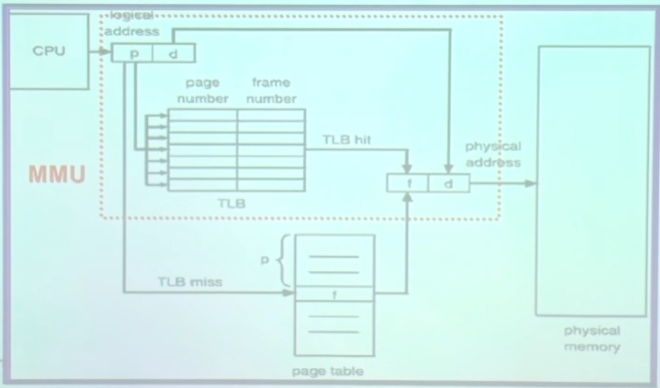 logical
address
CPU
p
d
page
number
frame
number
TLB hit
physical
address
MMU
f
d
TLB
p
TLB miss
f
physical
memory
page table